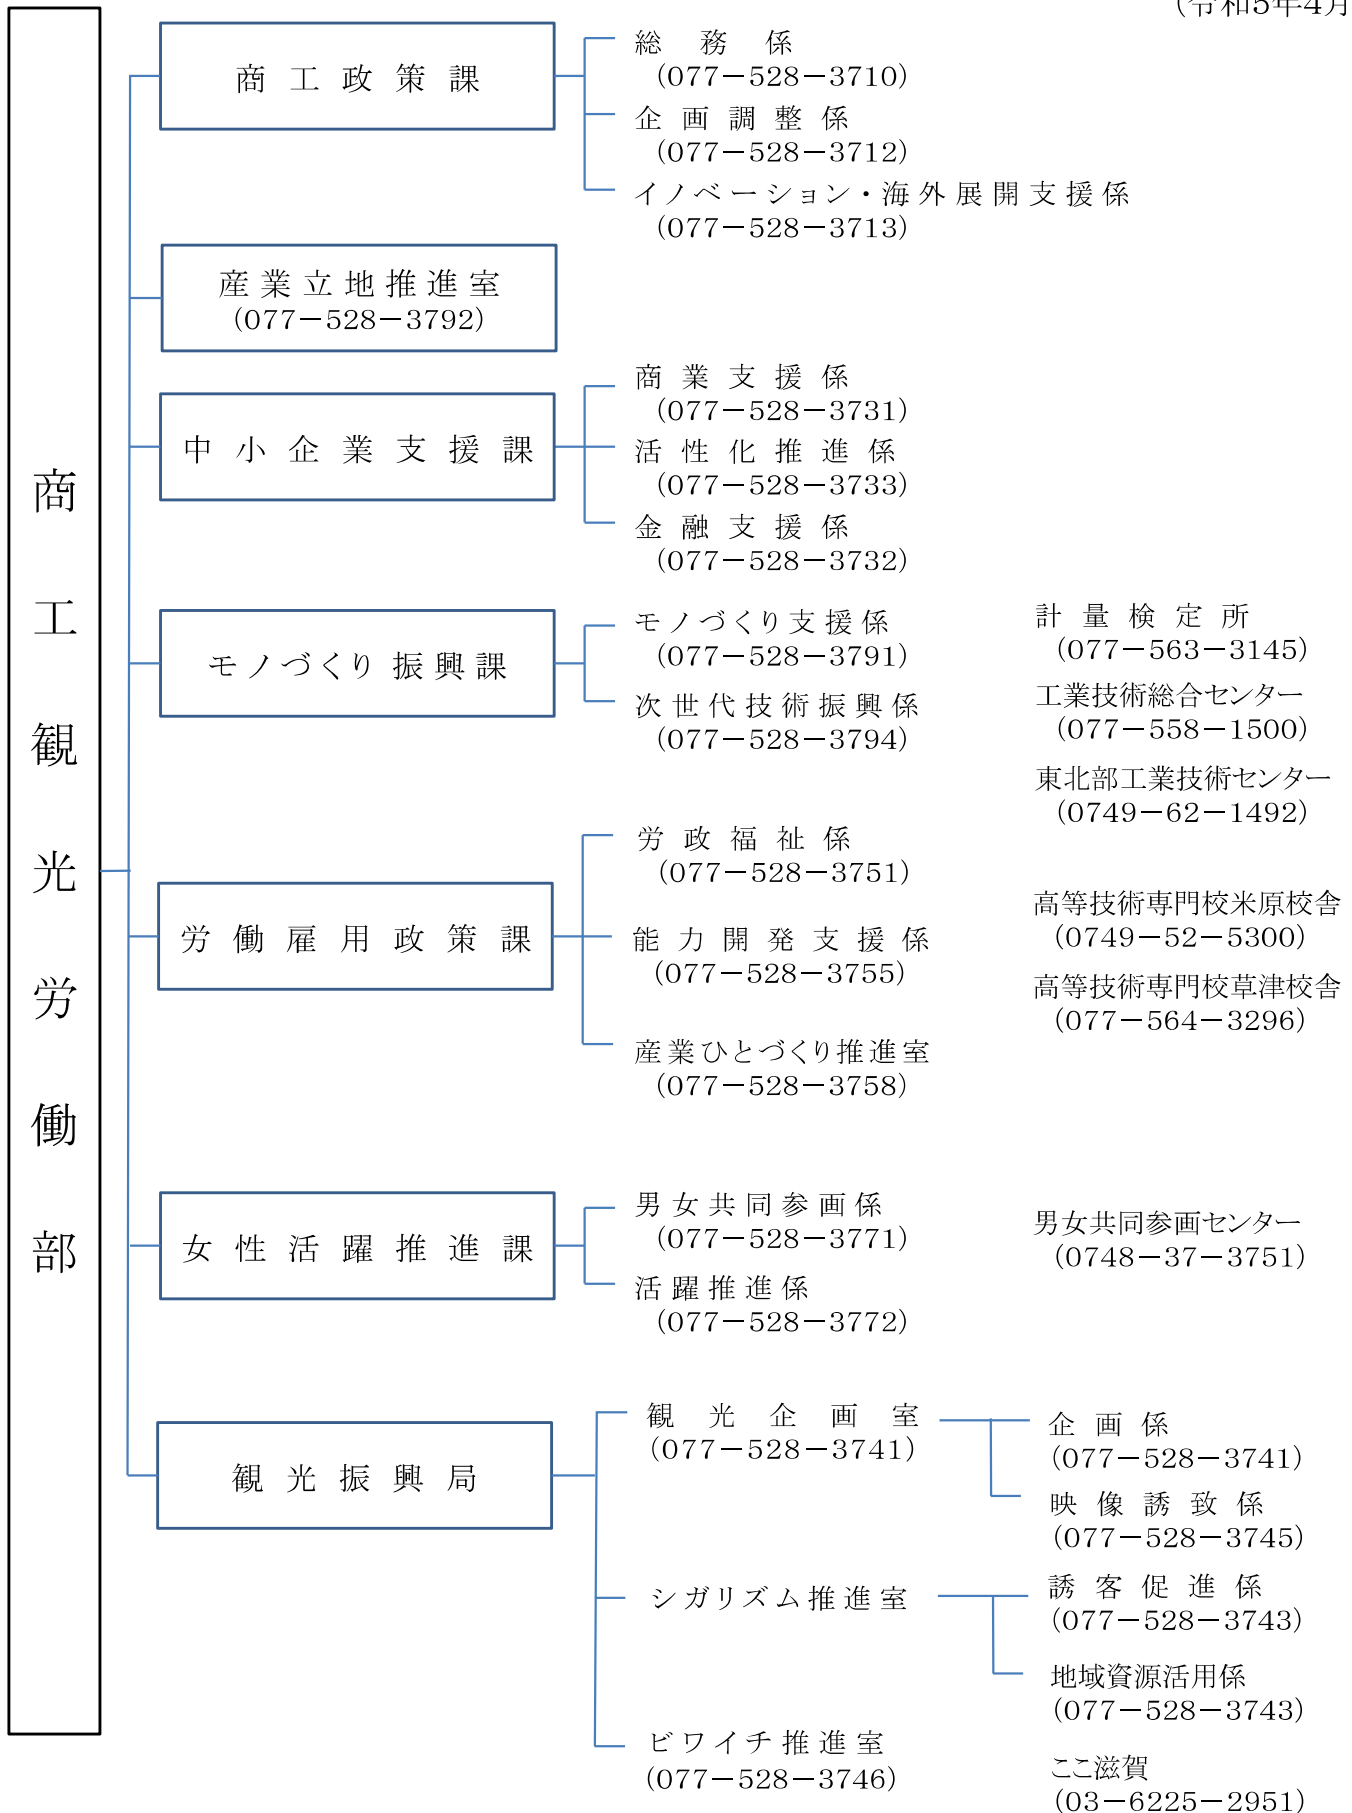 (令和5年4月
商工観光労働部
商工政策課
総務係
(077-528-3710)
企画調整係
(077-528-3712)
イノベーション・海外展開支援係
(077-528-3713)
産業立地推進室
(077-528-3792)
中小企業支援課
商業支援係
(077-528-3731)
活性化推進係
(077-528-3733)
金融支援係
(077-528-3732)
モノづくり振興課
モノづくり支援係
(077-528-3791)
次世代技術振興係
(077-528-3794)
計量検定所
(077-563-3145)
工業技術総合センター
(077-558-1500)
東北部工業技術センター
(0749-62-1492)
労働雇用政策課
労政福祉係
(077-528-3751)
能力開発支援係
(077-528-3755)
産業ひとづくり推進室
(077-528-3758)
高等技術専門校米原校舎
(0749-52-5300)
高等技術専門校草津校舎
(077-564-3296)
女性活躍推進課
男女共同参画係
(077-528-3771)
活躍推進係
(077-528-3772)
男女共同参画センター
(0748-37-3751)
観光振興局
観光企画室
(077-528-3741)
企画係
(077-528-3741)
映像誘致係
(077-528-3745)
シガリズム推進室
誘客促進係
(077-528-3743)
地域資源活用係
(077-528-3743)
ビワイチ推進室
(077-528-3746)
ここ滋賀
(03-6225-2951)